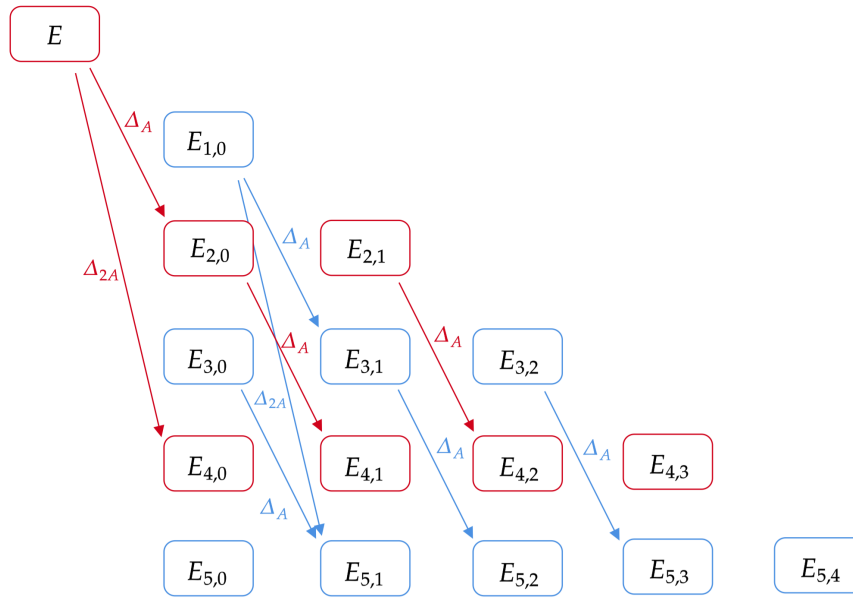 E
Δ_A
E_{1,0}
Δ_A
E_{2,0}
E_{2,1}
Δ_{2A}
Δ_A
Δ_A
E_{3,0}
E_{3,1}
E_{3,2}
Δ_{2A}
Δ_A
Δ_A
E_{4,0}
E_{4,1}
E_{4,2}
E_{4,3}
Δ_A
E_{5,0}
E_{5,1}
E_{5,2}
E_{5,3}
E_{5,4}